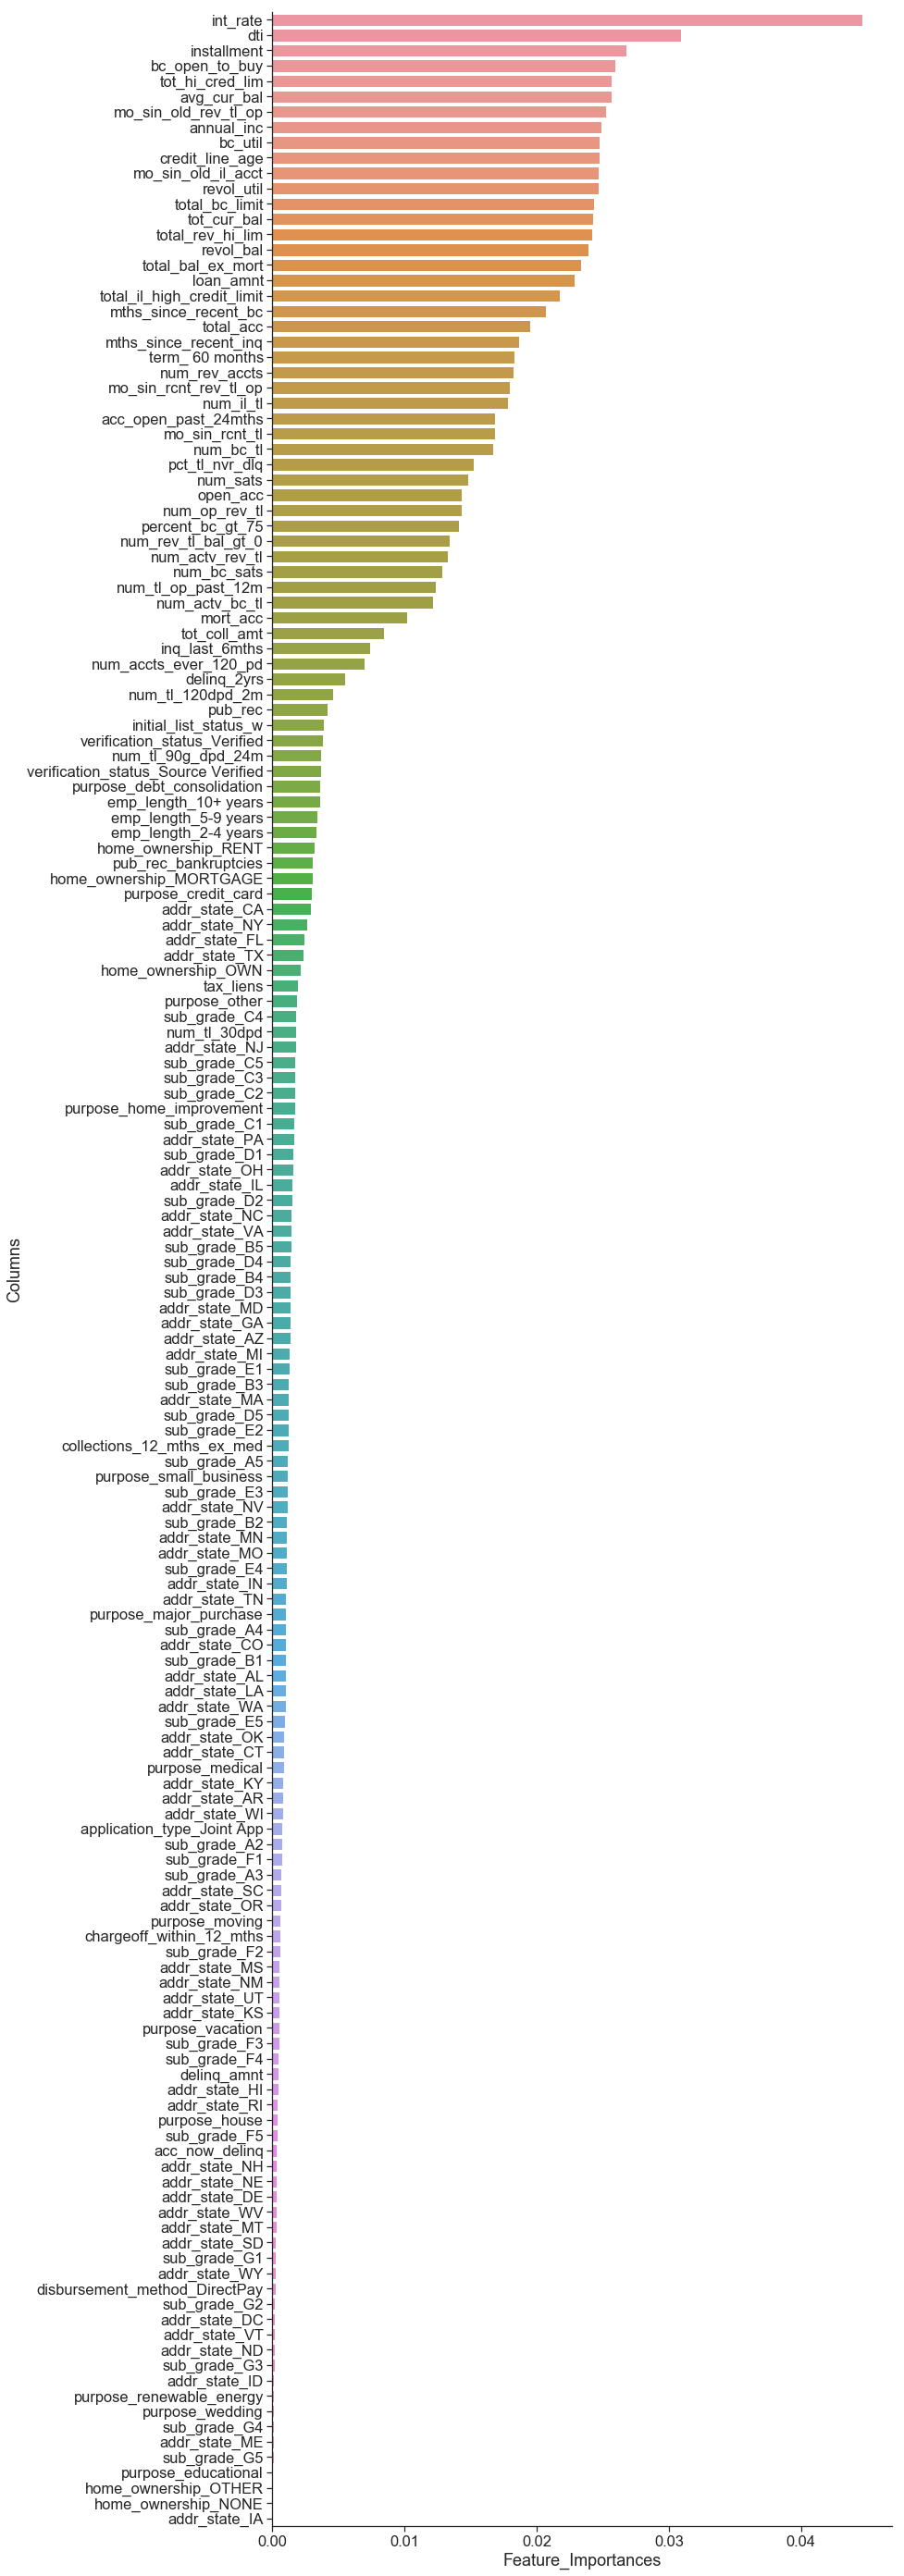 int_rate
dti
installment
bc_open_to_buy
tot_hi_cred_lim
avg_cur_bal
mo_sin_old_rev_tl_op
annual_inc
bc_util
credit_line_age
mo_sin_old_il_acct
revol_util
total_bc_limit
tot_cur_bal
total_rev_hi_lim
revol_bal
total_bal_ex_mort
loan_amnt
total_il_high_credit_limit
mths_since_recent_bc
total_acc
mths_since_recent_inq
term_ 60 months
num_rev_accts
mo_sin_rcnt_rev_tl_op
num_il_tl
acc_open_past_24mths
mo_sin_rcnt_tl
num_bc_tl
pct_tl_nvr_dlq
num_sats
open_acc
num_op_rev_tl
percent_bc_gt_75
num_rev_tl_bal_gt_0
num_actv_rev_tl
num_bc_sats
num_tl_op_past_12m
num_actv_bc_tl
mort_acc
tot_coll_amt
inq_last_6mths
num_accts_ever_120_pd
delinq_2yrs
num_tl_120dpd_2m
pub_rec
initial_list_status_w
verification_status_Verified
num_tl_90g_dpd_24m
verification_status_Source Verified
purpose_debt_consolidation
emp_length_10+ years
emp_length_5-9 years
emp_length_2-4 years
home_ownership_RENT
pub_rec_bankruptcies
home_ownership_MORTGAGE
purpose_credit_card
addr_state_CA
addr_state_NY
addr_state_FL
addr_state_TX
home_ownership_OWN
tax_liens
purpose_other
sub_grade_C4
num_tl_30dpd
addr_state_NJ
sub_grade_C5
sub_grade_C3
sub_grade_C2
purpose_home_improvement
sub_grade_C1
addr_state_PA
sub_grade_D1
addr_state_OH
addr_state_IL
sub_grade_D2
addr_state_NC
addr_state_VA
sub_grade_B5
sub_grade_D4
sub_grade_B4
sub_grade_D3
addr_state_MD
addr_state_GA
addr_state_AZ
addr_state_MI
sub_grade_E1
sub_grade_B3
addr_state_MA
sub_grade_D5
sub_grade_E2
collections_12_mths_ex_med
sub_grade_A5
purpose_small_business
sub_grade_E3
addr_state_NV
sub_grade_B2
addr_state_MN
addr_state_MO
sub_grade_E4
addr_state_IN
addr_state_TN
purpose_major_purchase
sub_grade_A4
addr_state_CO
sub_grade_B1
addr_state_AL
addr_state_LA
addr_state_WA
sub_grade_E5
addr_state_OK
addr_state_CT
purpose_medical
addr_state_KY
addr_state_AR
addr_state_WI
application_type_Joint App
sub_grade_A2
sub_grade_F1
sub_grade_A3
addr_state_SC
addr_state_OR
purpose_moving
chargeoff_within_12_mths
sub_grade_F2
addr_state_MS
addr_state_NM
addr_state_UT
addr_state_KS
purpose_vacation
sub_grade_F3
sub_grade_F4
delinq_amnt
addr_state_HI
addr_state_RI
purpose_house
sub_grade_F5
acc_now_delinq
addr_state_NH
addr_state_NE
addr_state_DE
addr_state_WV
addr_state_MT
addr_state_SD
sub_grade_G1
addr_state_WY
disbursement_method_DirectPay
sub_grade_G2
addr_state_DC
addr_state_VT
addr_state_ND
sub_grade_G3
addr_state_ID
purpose_renewable_energy
purpose_wedding
sub_grade_G4
addr_state_ME
sub_grade_G5
purpose_educational
home_ownership_OTHER
home_ownership_NONE
addr_state_IA
Columns
0.00 0.01 0.02 0.03 0.04
Feature_Importances